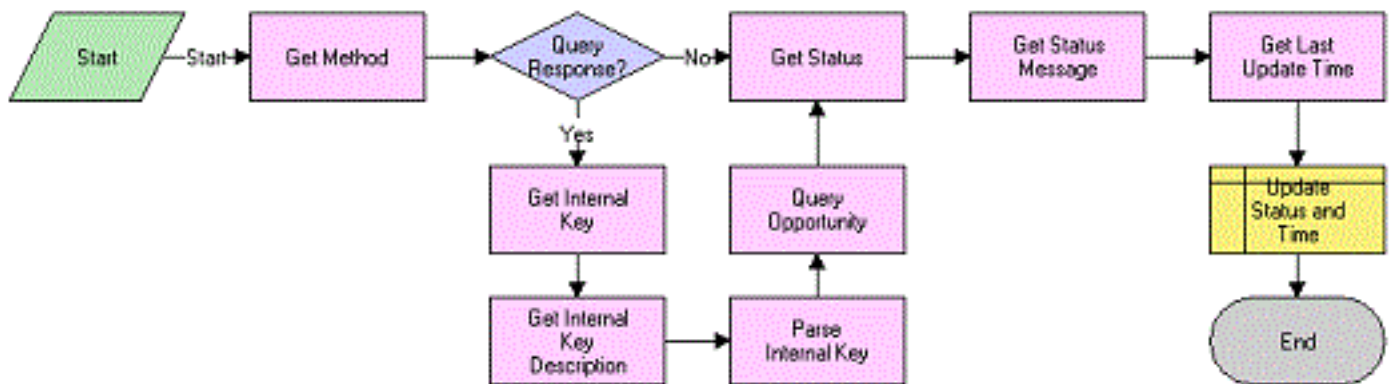 Start
Start
Get Method
Query
Response?
No
Get Status
Get Status
Message
Get Last
Update Time
Yes
Get Internal
Key
Query
Opportunity
Update
Status and
Time
Get Internal
Key
Description
Parse
Internal Key
End